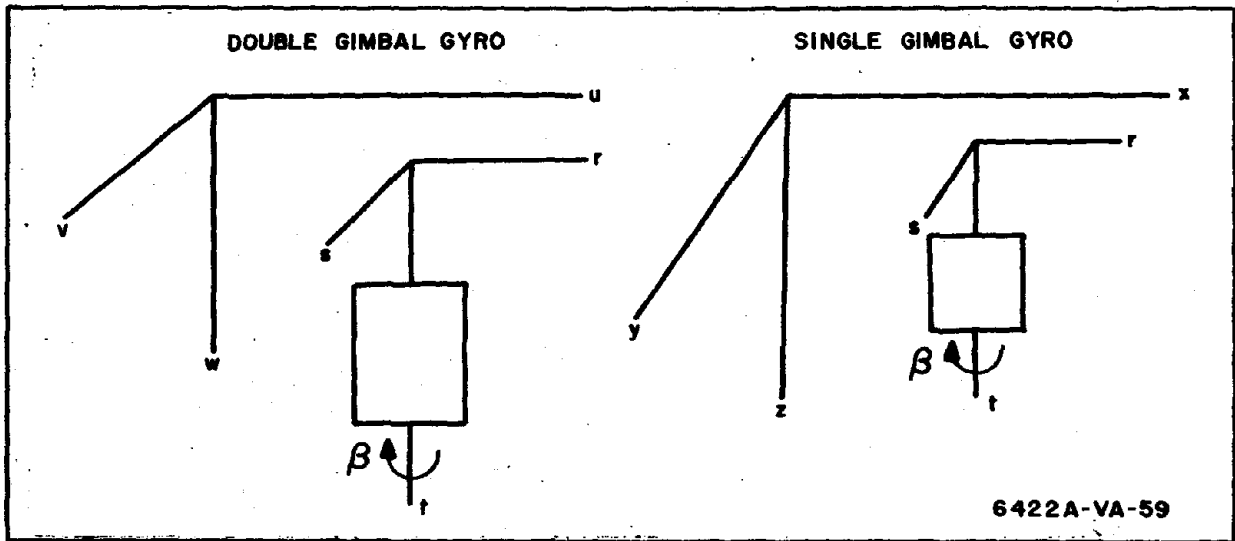 DOUBLE GIMBAL GYRO
u
r
v
s
w
β
t
SINGLE GIMBAL GYRO
x
r
s
y
β
z
t
6422A-VA-59